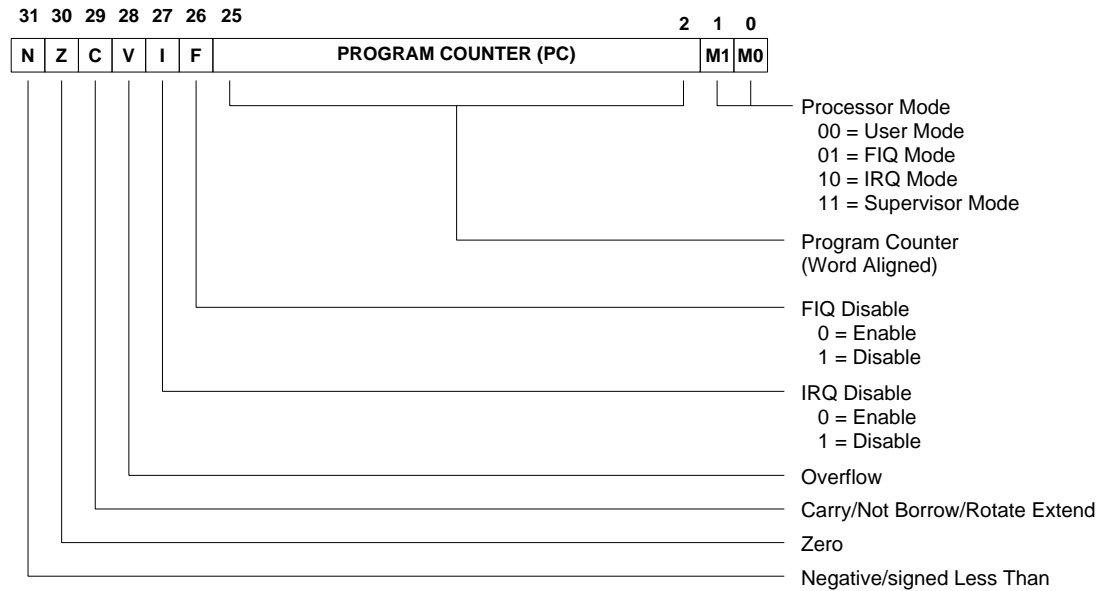 31 30 29 28 27 26 25 2 1 0
N Z C V I F PROGRAM COUNTER (PC) M1 M0
Processor Mode
00 = User Mode
01 = FIQ Mode
10 = IRQ Mode
11 = Supervisor Mode
Program Counter
(Word Aligned)
FIQ Disable
0 = Enable
1 = Disable
IRQ Disable
0 = Enable
1 = Disable
Overflow
Carry/Not Borrow/Rotate Extend
Zero
Negative/signed Less Than